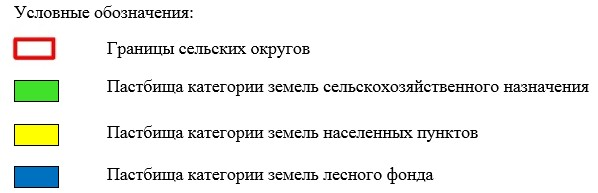 Условные обозначения:
Границы сельских округов
Пастбища категории земель сельскохозяйственного назначения
Пастбища категории земель населенных пунктов
Пастбища категории земель лесного фонда